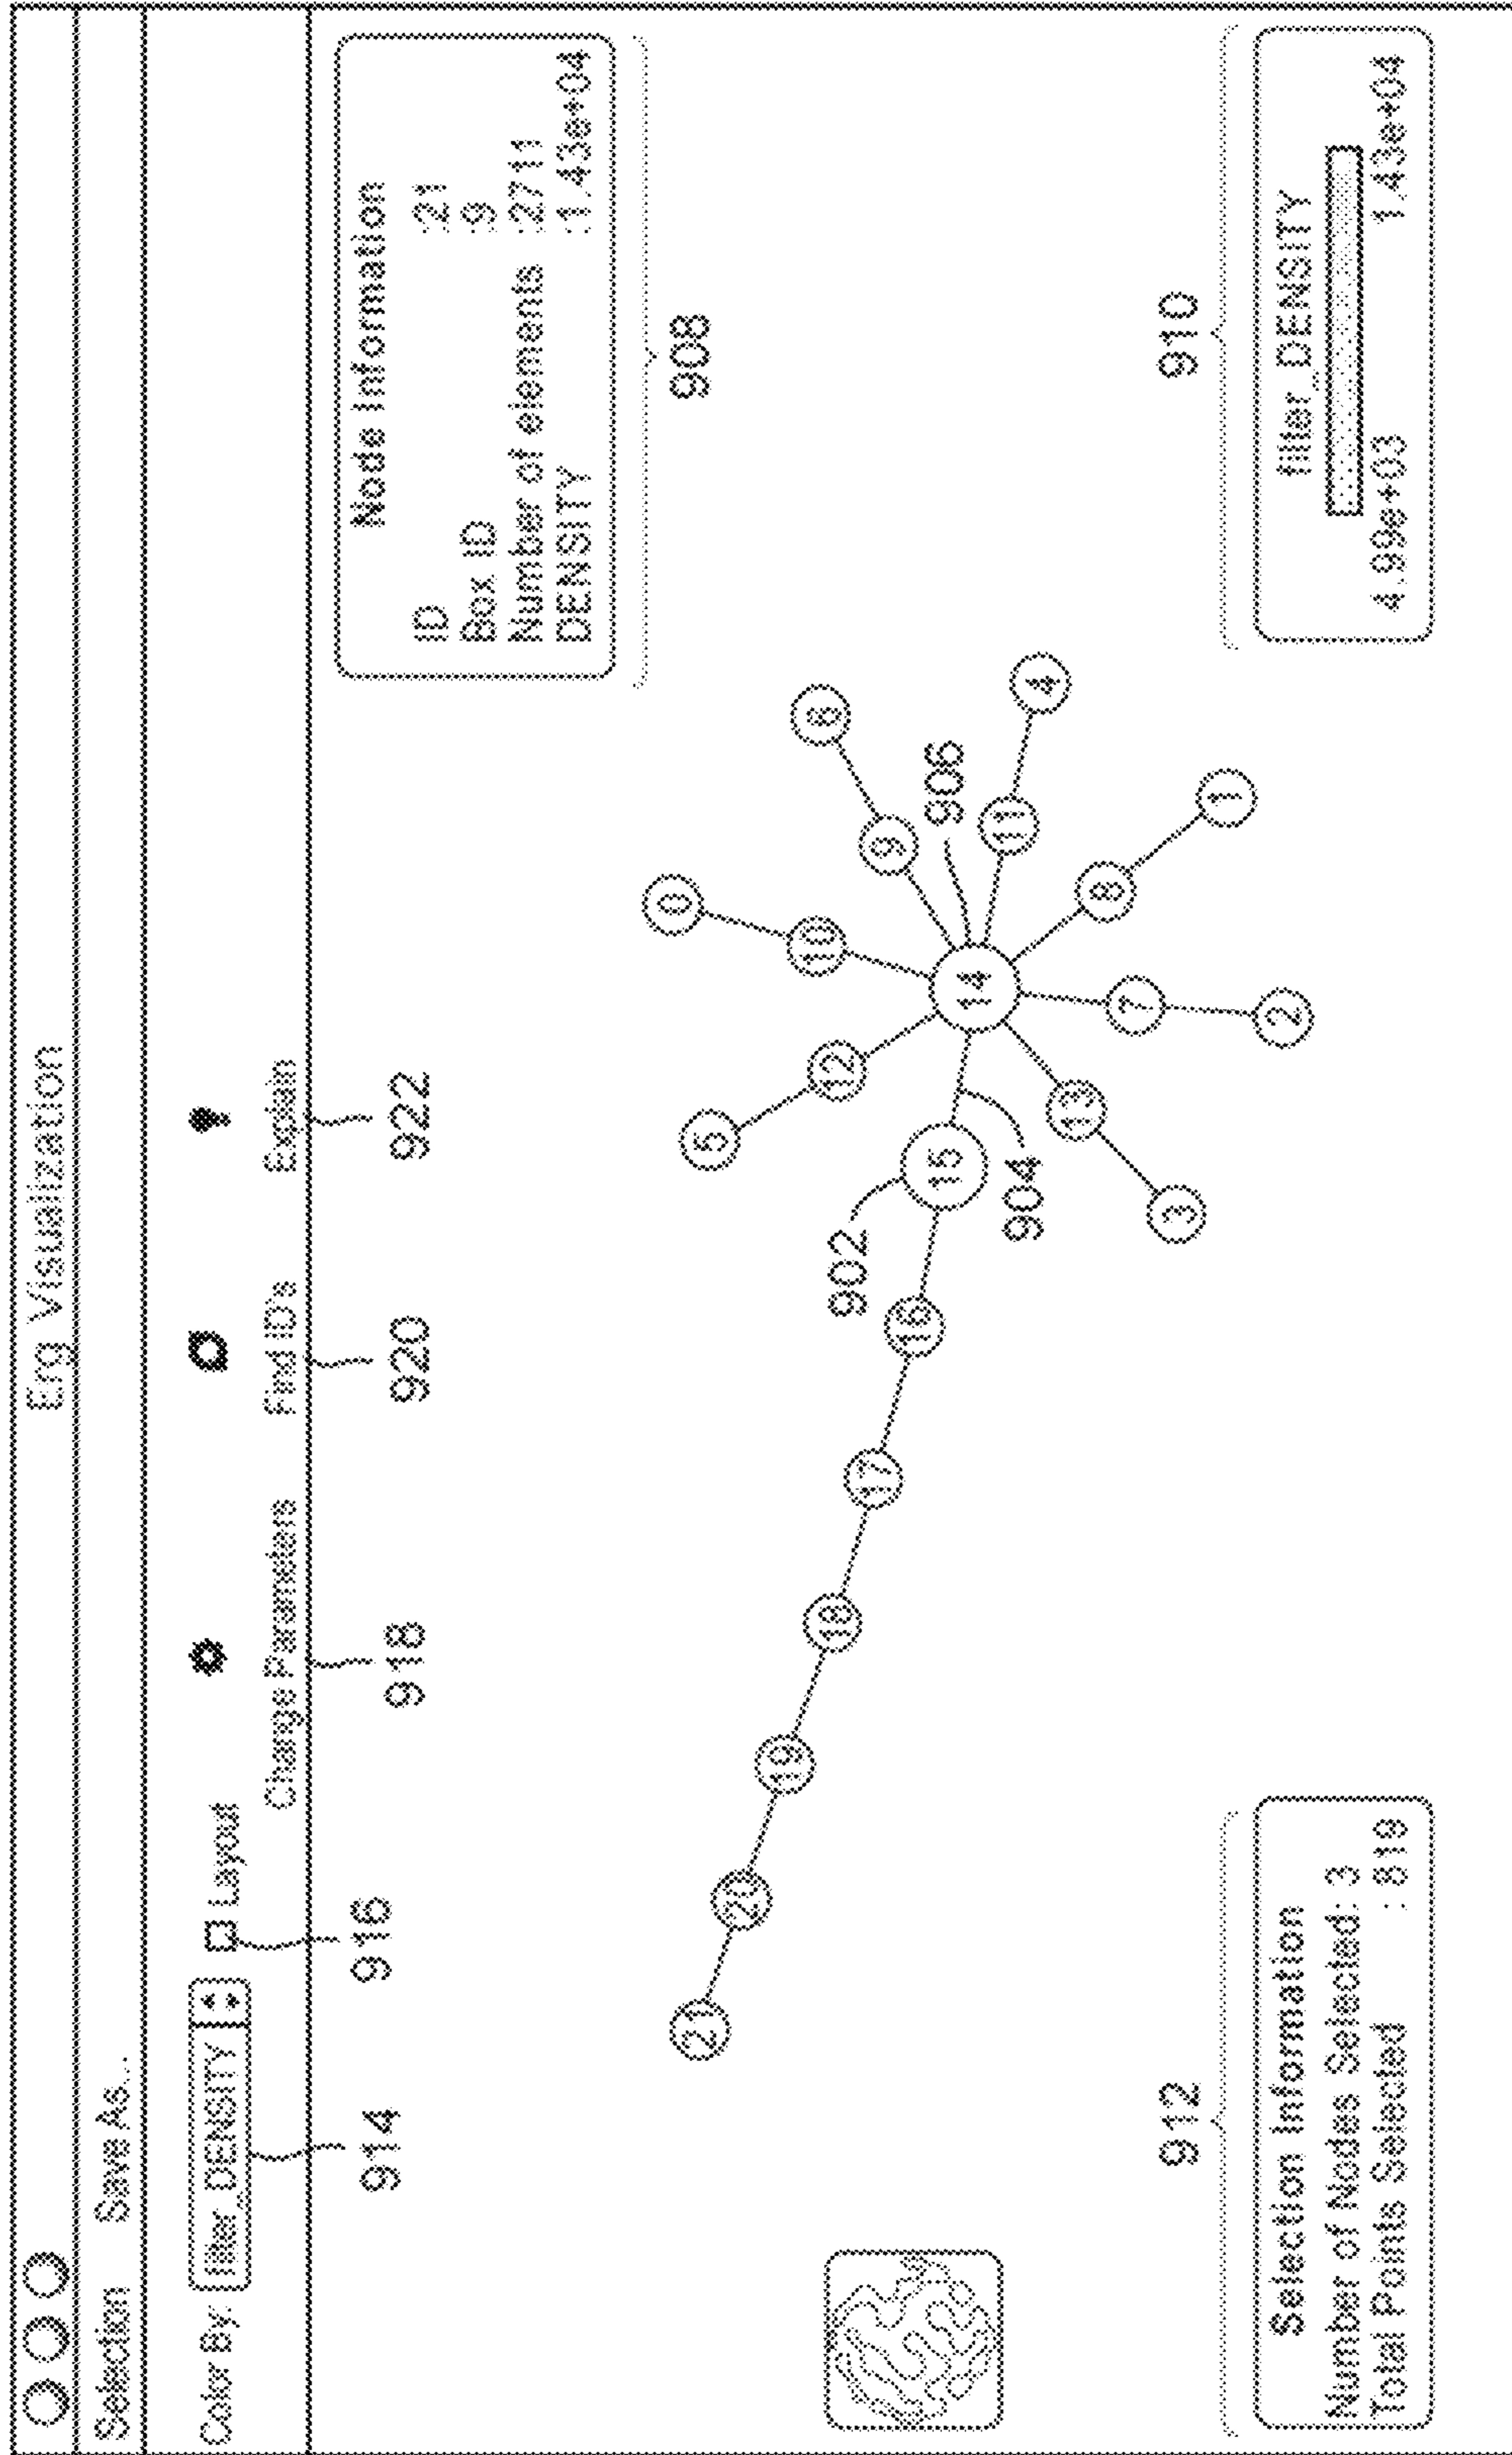 Erg Visualization
Selection Save As...
Color By: filter_DENSITY Layout
Change Parameters
Find ID's
Explain
914
916
918
920
922
Node Information
ID :21
Box ID :9
Number of elements :2711
DENSITY :1.43e+04
908
0
6
5
10
12
9
4
906
11
21
20
19
18
17
16
15
14
902
904
8
1
13
7
3
2
912
Selection Information
Number of Nodes Selected: 3
Total Points Selected : 819
910
filter_DENSITY
4.99e+03 1.43e+04